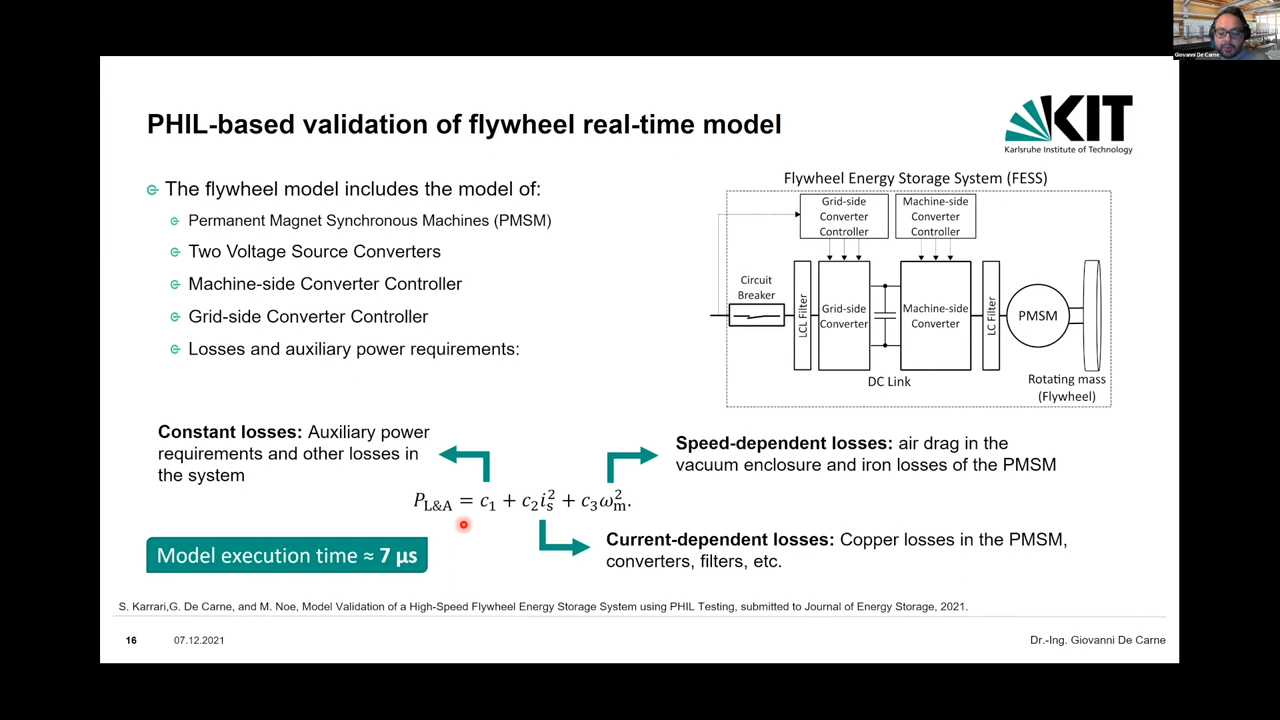 Giovanni De Carne
PHIL-based validation of flywheel real-time model
KIT
Karlsruhe Institute of Technology
The flywheel model includes the model of:
Permanent Magnet Synchronous Machines (PMSM)
Two Voltage Source Converters
Machine-side Converter Controller
Grid-side Converter Controller
Losses and auxiliary power requirements:
Flywheel Energy Storage System (FESS)
Grid-side
Converter
Controller
Machine-side
Converter
Controller
Circuit
Breaker
LCL Filter
Grid-side
Converter
Machine-side
Converter
LC Filter
PMSM
DC Link
Rotating mass
(Flywheel)
Constant losses: Auxiliary power
requirements and other losses in
the system
Speed-dependent losses: air drag in the
vacuum enclosure and iron losses of the PMSM
P_L&A = c₁ + c₂i_s² + c₃ω_m².
Current-dependent losses: Copper losses in the PMSM,
converters, filters, etc.
Model execution time ≈ 7 µs
S. Karrari,G. De Carne, and M. Noe, Model Validation of a High-Speed Flywheel Energy Storage System using PHIL Testing, submitted to Journal of Energy Storage, 2021.
16
07.12.2021
Dr.-Ing. Giovanni De Carne